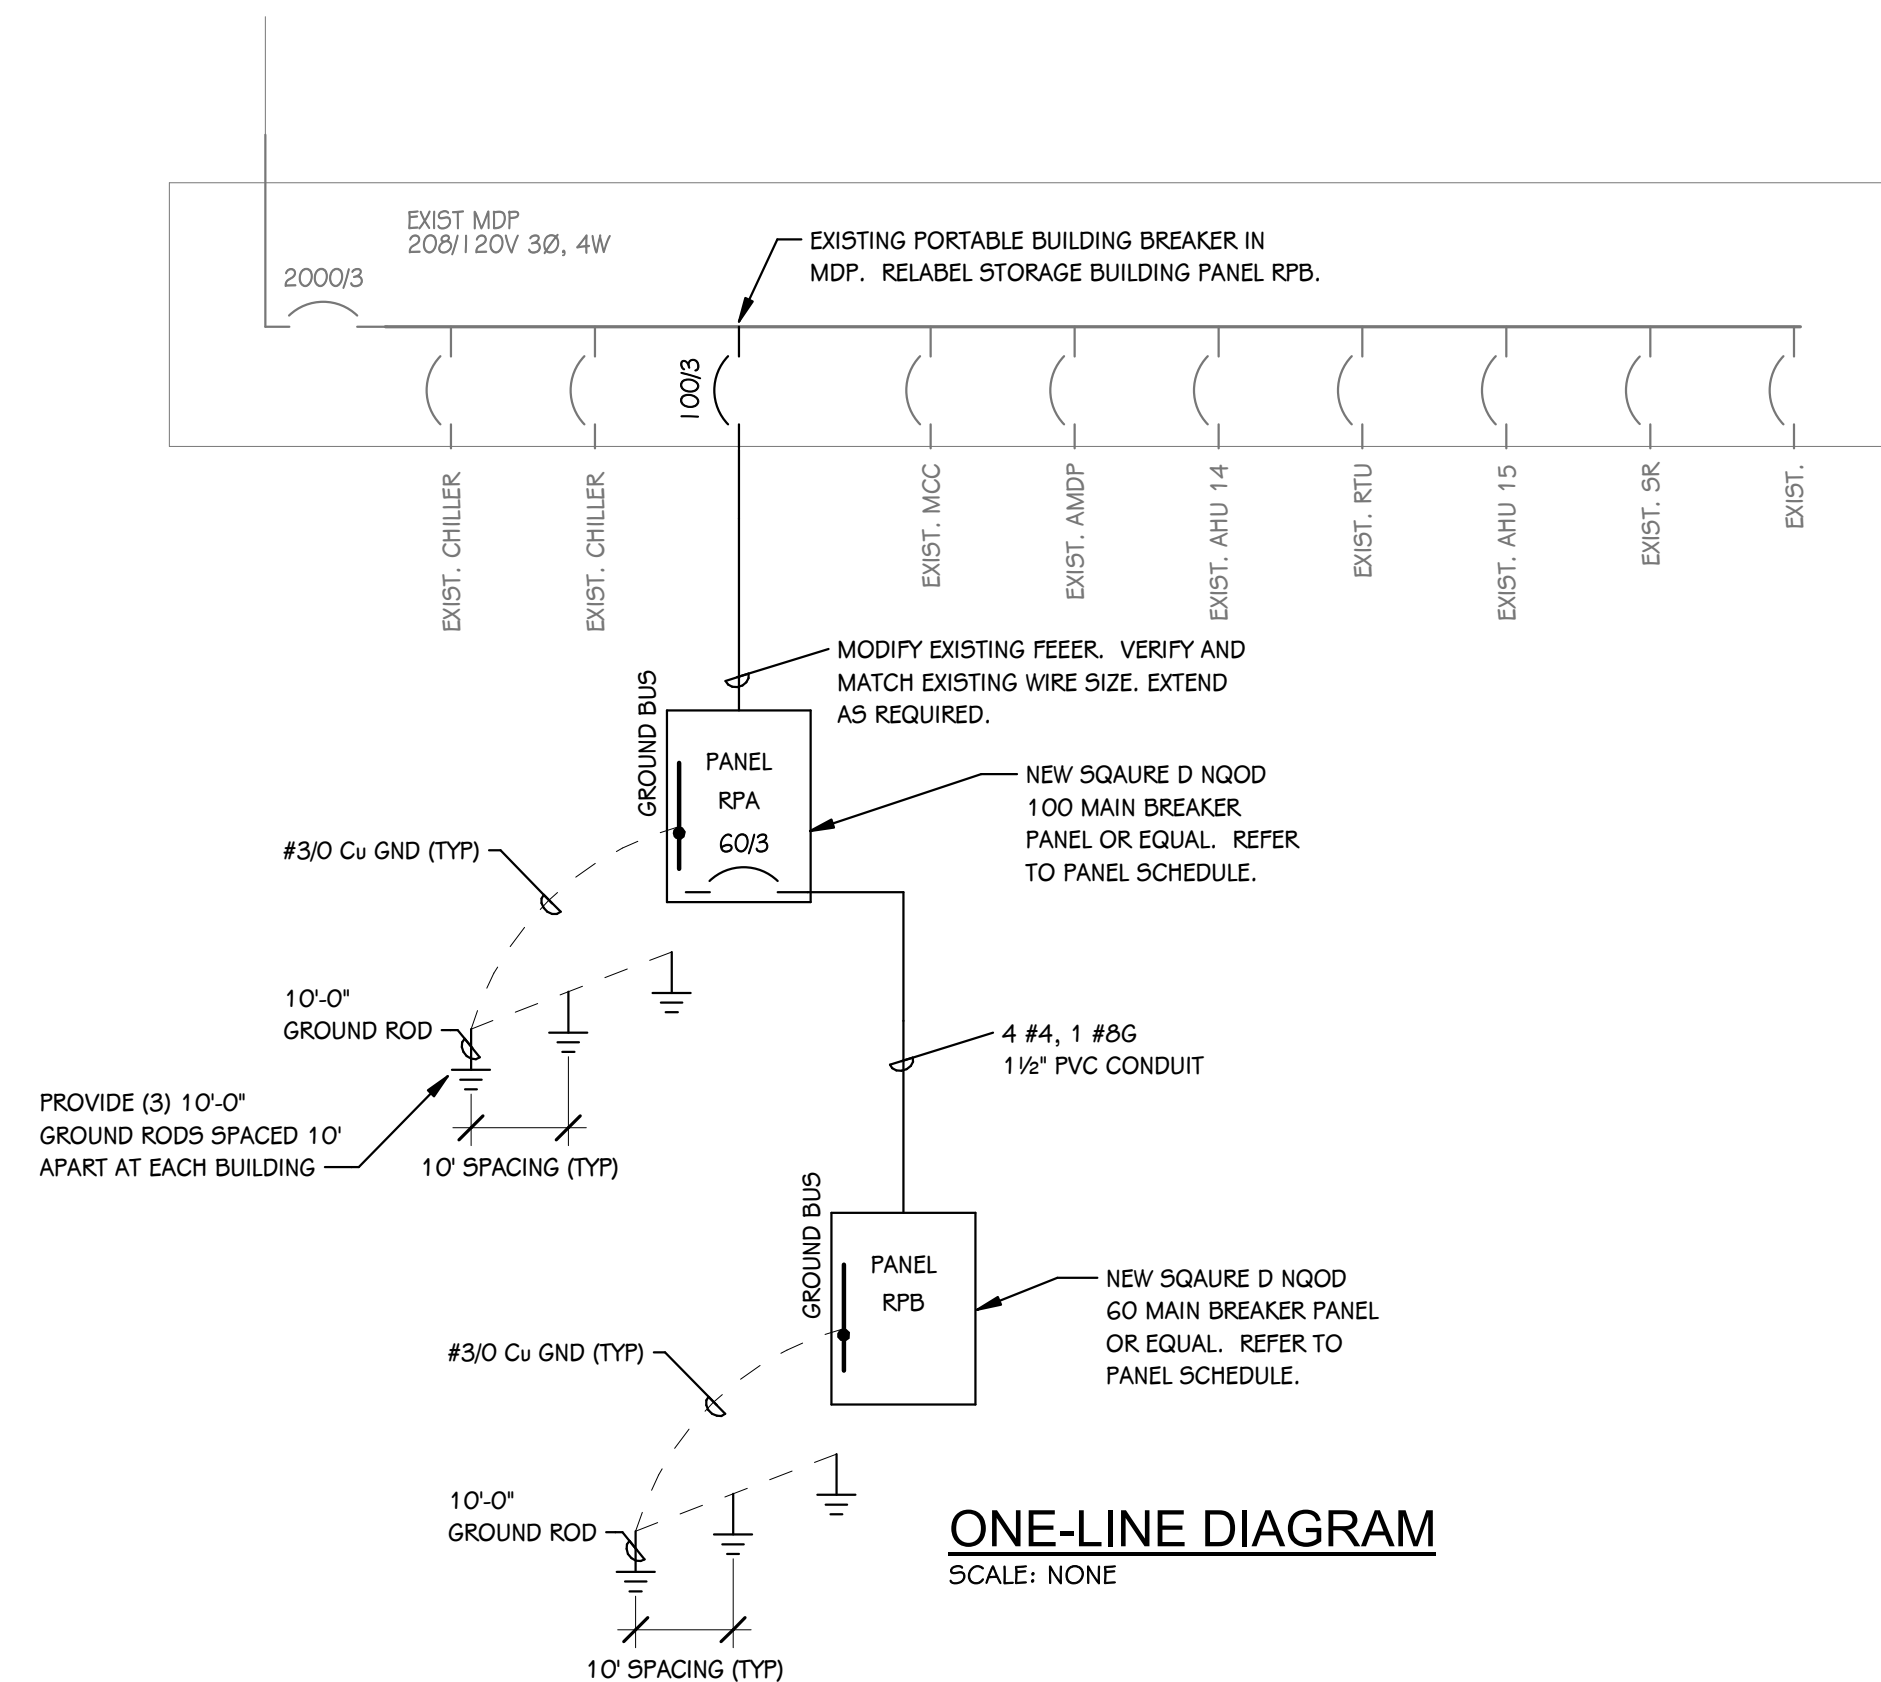 EXIST MDP
208/120V 3Ø, 4W
2000/3
EXISTING PORTABLE BUILDING BREAKER IN
MDP. RELABEL STORAGE BUILDING PANEL RPB.
100/3
EXIST. CHILLER
EXIST. CHILLER
EXIST. MCC
EXIST. AMDP
EXIST. AHU 14
EXIST. RTU
EXIST. AHU 15
EXIST. SR
EXIST.
MODIFY EXISTING FEEER. VERIFY AND
MATCH EXISTING WIRE SIZE. EXTEND
AS REQUIRED.
GROUND BUS
PANEL
RPA
60/3
NEW SQAURE D NQOD
100 MAIN BREAKER
PANEL OR EQUAL. REFER
TO PANEL SCHEDULE.
#3/0 Cu GND (TYP)
10'-0"
GROUND ROD
PROVIDE (3) 10'-0"
GROUND RODS SPACED 10'
APART AT EACH BUILDING
10' SPACING (TYP)
4 #4, 1 #8G
1½" PVC CONDUIT
GROUND BUS
PANEL
RPB
NEW SQAURE D NQOD
60 MAIN BREAKER PANEL
OR EQUAL. REFER TO
PANEL SCHEDULE.
#3/0 Cu GND (TYP)
10'-0"
GROUND ROD
10' SPACING (TYP)
ONE-LINE DIAGRAM
SCALE: NONE